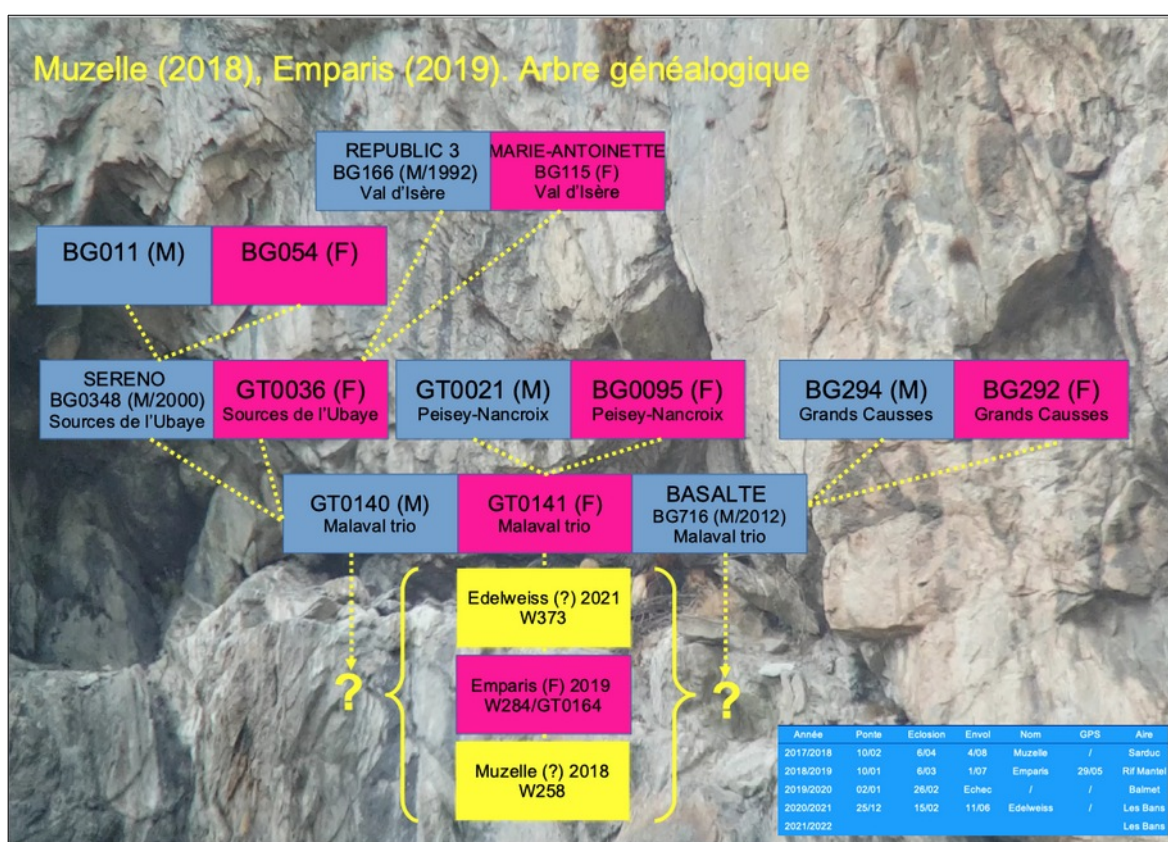 Muzelle (2018), Emparis (2019). Arbre généalogique
REPUBLIC 3
BG166 (M/1992)
Val d'Isère
MARIE-ANTOINETTE
BG115 (F)
Val d'Isère
BG011 (M)
BG054 (F)
SERENO
BG0348 (M/2000)
Sources de l'Ubaye
GT0036 (F)
Sources de l'Ubaye
GT0021 (M)
Peisey-Nancroix
BG0095 (F)
Peisey-Nancroix
BG294 (M)
Grands Causses
BG292 (F)
Grands Causses
GT0140 (M)
Malaval trio
GT0141 (F)
Malaval trio
BASALTE
BG716 (M/2012)
Malaval trio
Edelweiss (?) 2021
W373
?
Emparis (F) 2019
W284/GT0164
?
Muzelle (?) 2018
W258
Année Ponte Eclosion Envol Nom GPS Aire
2017/2018 10/02 6/04 4/08 Muzelle / Sarduc
2018/2019 10/01 6/03 1/07 Emparis 29/05 Rif Mantel
2019/2020 02/01 26/02 Echec / / Balmet
2020/2021 25/12 15/02 11/06 Edelweiss / Les Bans
2021/2022 Les Bans